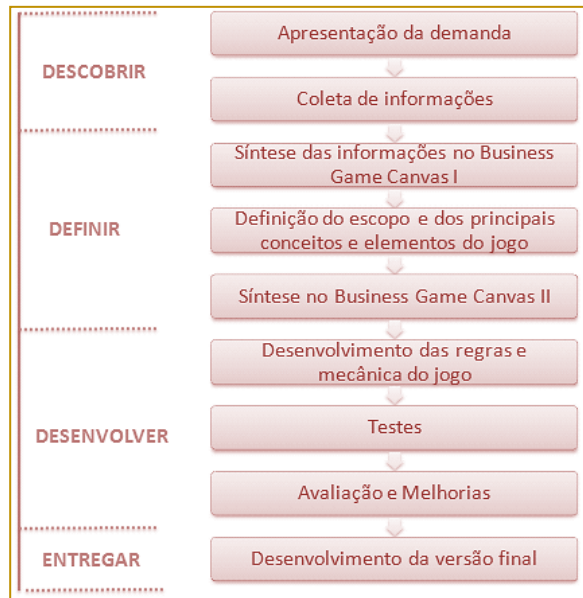 DESCOBRIR
Apresentação da demanda
Coleta de informações
DEFINIR
Síntese das informações no Business
Game Canvas I
Definição do escopo e dos principais
conceitos e elementos do jogo
Síntese no Business Game Canvas II
DESENVOLVER
Desenvolvimento das regras e
mecânica do jogo
Testes
Avaliação e Melhorias
ENTREGAR
Desenvolvimento da versão final